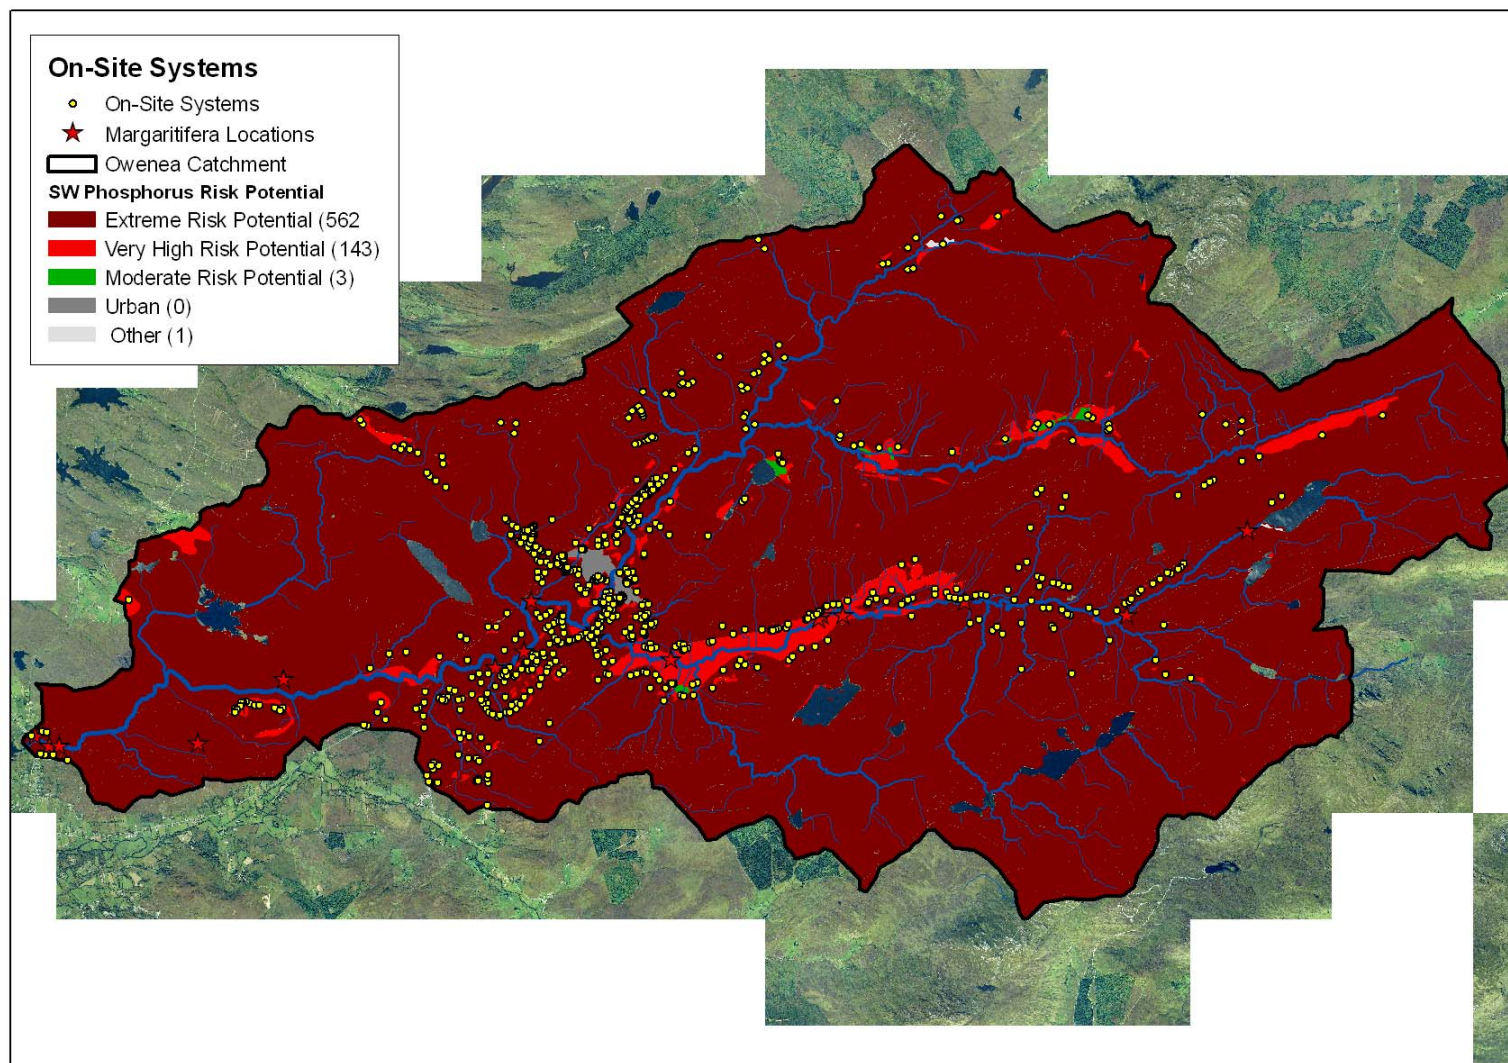 On-Site Systems
On-Site Systems
Margaritifera Locations
Owenea Catchment
SW Phosphorus Risk Potential
Extreme Risk Potential (562
Very High Risk Potential (143)
Moderate Risk Potential (3)
Urban (0)
Other (1)